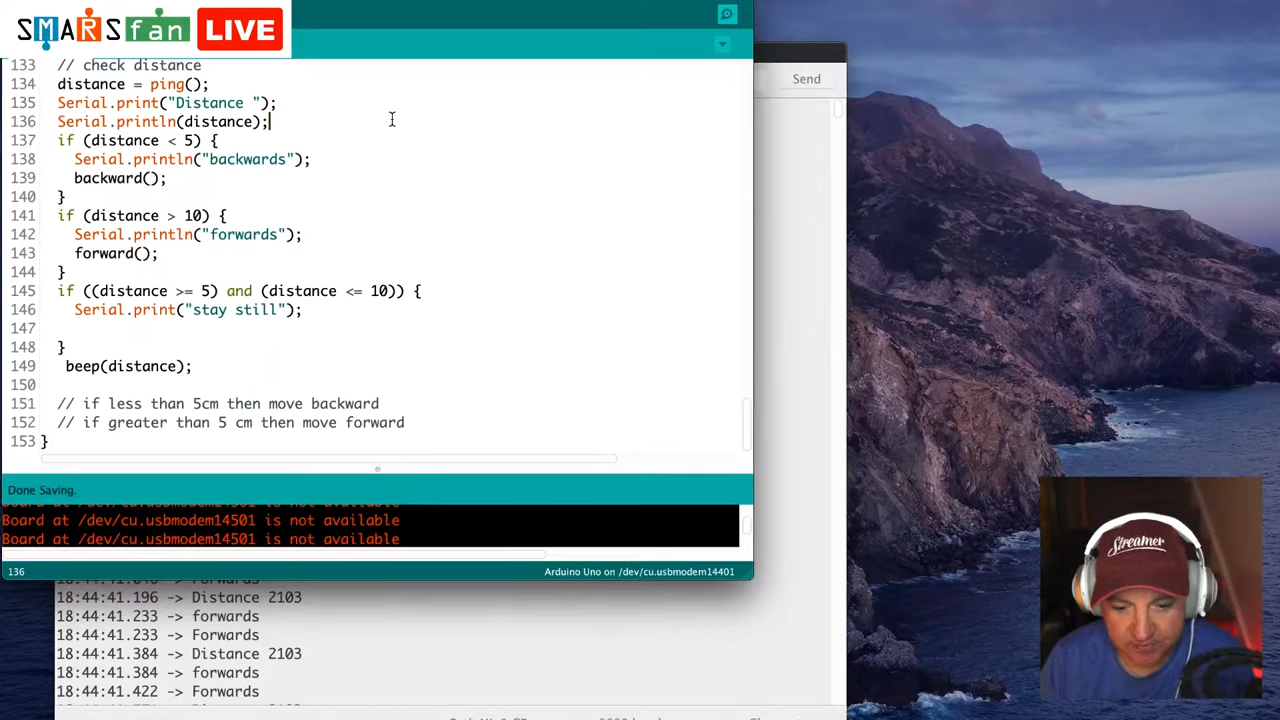 SMARSfan LIVE
Send
133 // check distance
134 distance = ping();
135 Serial.print("Distance ");
136 Serial.println(distance);
137 if (distance < 5) {
138 Serial.println("backwards");
139 backward();
140 }
141 if (distance > 10) {
142 Serial.println("forwards");
143 forward();
144 }
145 if ((distance >= 5) and (distance <= 10)) {
146 Serial.print("stay still");
147
148 }
149 beep(distance);
150
151 // if less than 5cm then move backward
152 // if greater than 5 cm then move forward
153 }
Done Saving.
Board at /dev/cu.usbmodem14501 is not available
Board at /dev/cu.usbmodem14501 is not available
136 Arduino Uno on /dev/cu.usbmodem14401
18:44:41.196 -> Distance 2103
18:44:41.233 -> forwards
18:44:41.233 -> Forwards
18:44:41.384 -> Distance 2103
18:44:41.384 -> forwards
18:44:41.422 -> Forwards
Streamer